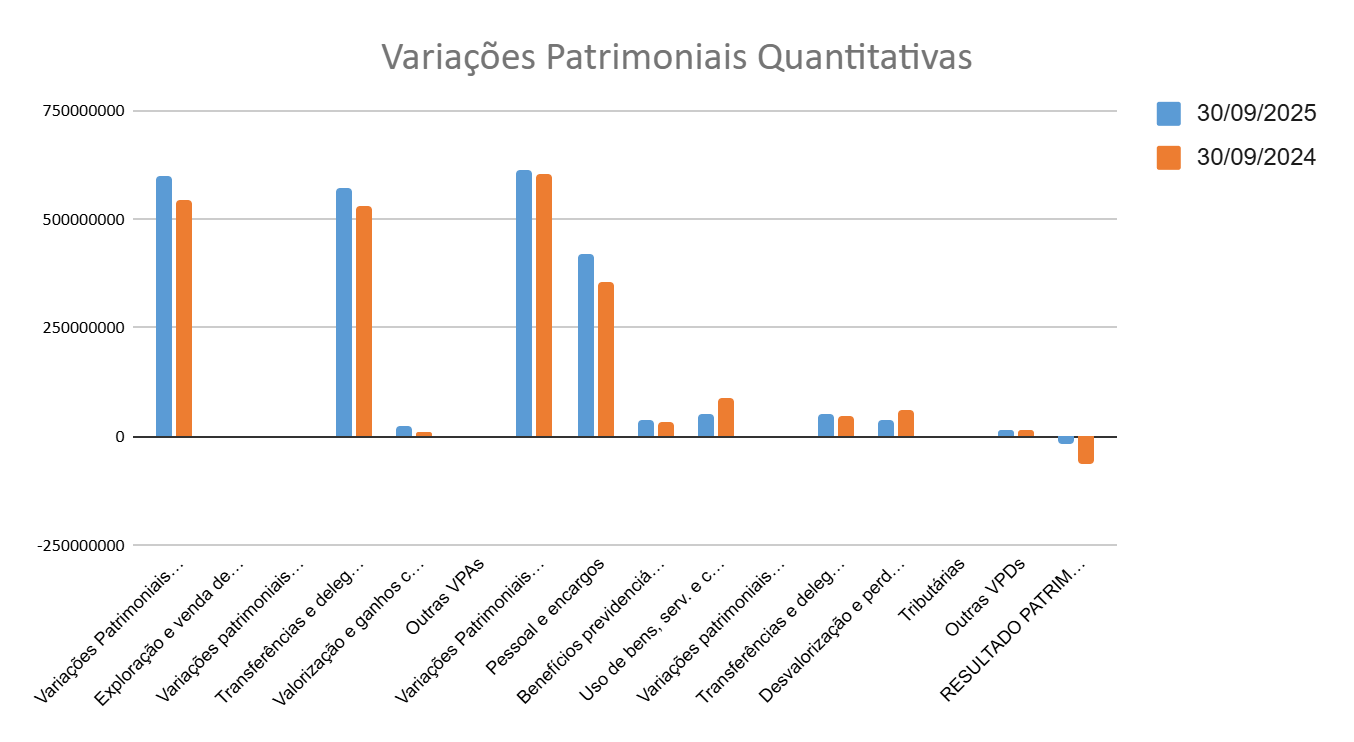 Variações Patrimoniais Quantitativas
30/09/2025
30/09/2024
750000000
500000000
250000000
0
-250000000
Variações Patrimoniais...
Exploração e venda de...
Variações patrimoniais...
Transferências e deleg...
Valorização e ganhos c...
Outras VPAs
Variações Patrimoniais...
Pessoal e encargos
Benefícios previdenciá...
Uso de bens, serv. e c...
Variações patrimoniais...
Transferências e deleg...
Desvalorização e perd...
Tributárias
Outras VPDs
RESULTADO PATRIM...